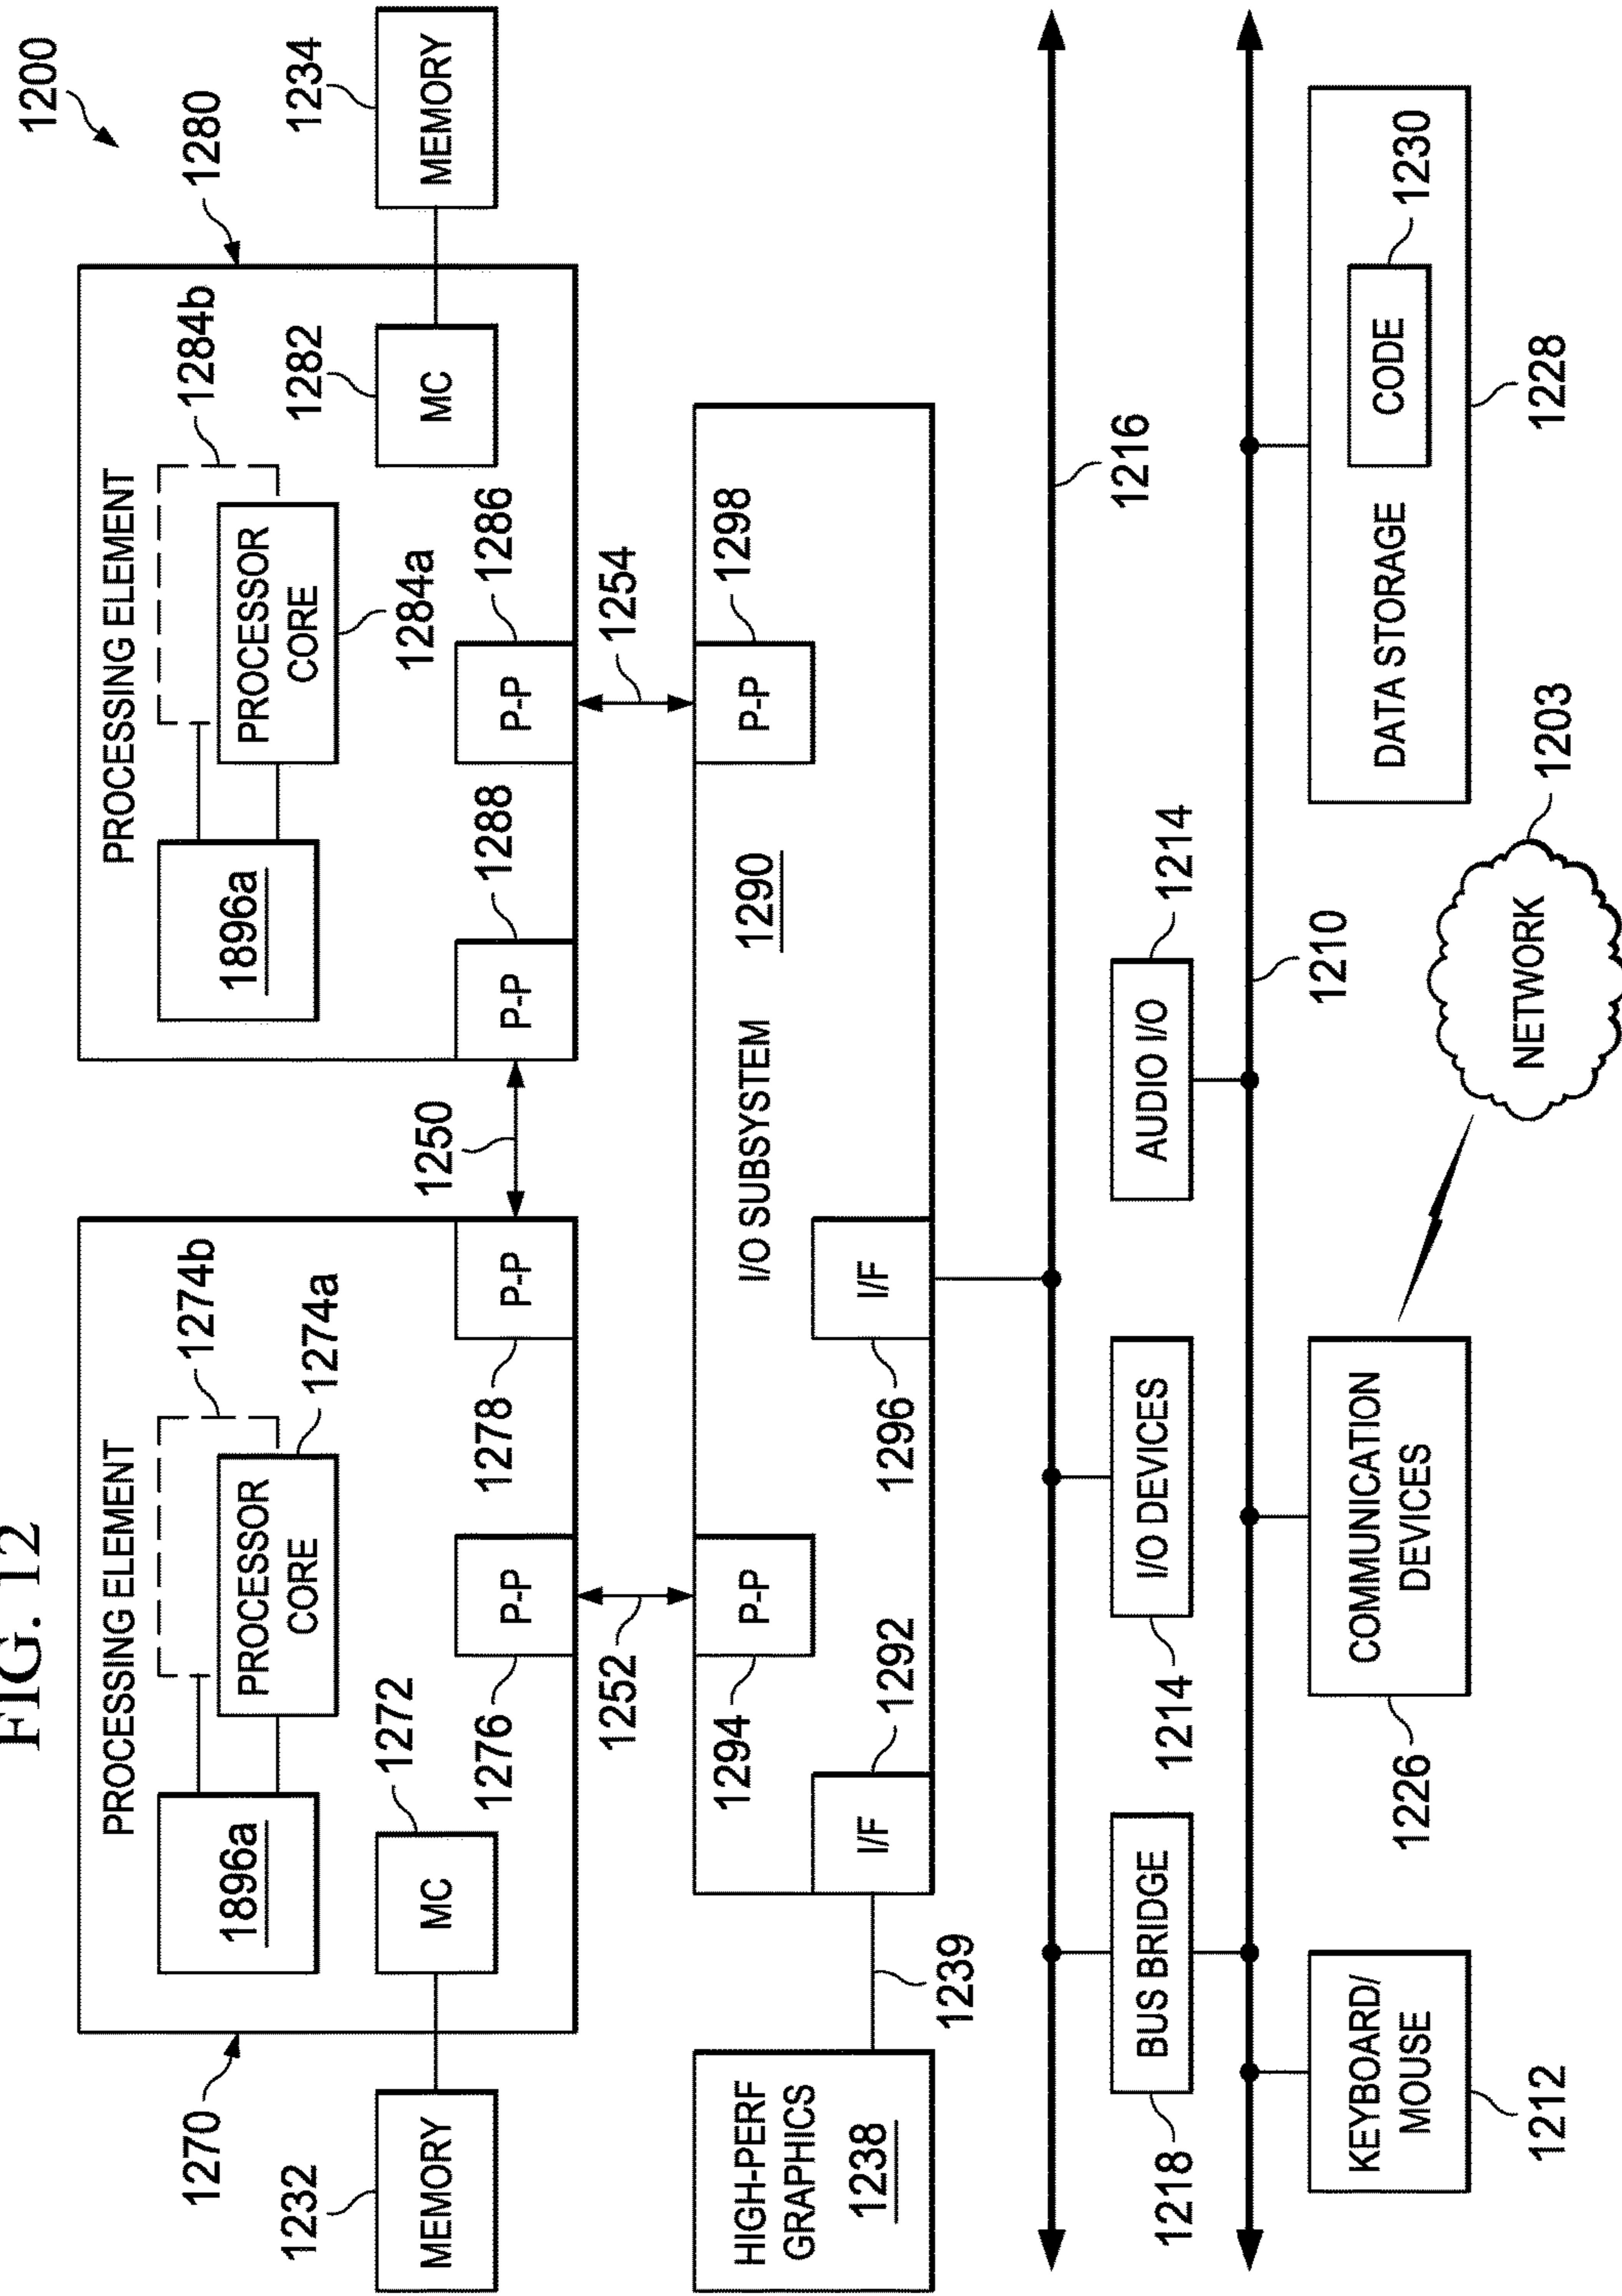 FIG. 12
1200
1270
1280
PROCESSING ELEMENT
1896a
1274b
PROCESSOR
CORE
1274a
1272
MC
1232
MEMORY
1276
P-P
1278
P-P
1250
PROCESSING ELEMENT
1896a
1284b
PROCESSOR
CORE
1284a
1282
MC
1234
MEMORY
1288
P-P
1286
P-P
1252
1254
1294
P-P
I/O SUBSYSTEM
1290
P-P
1298
1292
I/F
1296
I/F
HIGH-PERF
GRAPHICS
1238
1239
1216
1218
BUS BRIDGE
1214
I/O DEVICES
AUDIO I/O
1214
1210
KEYBOARD/
MOUSE
1212
COMMUNICATION
DEVICES
1226
NETWORK
1203
DATA STORAGE
CODE
1230
1228